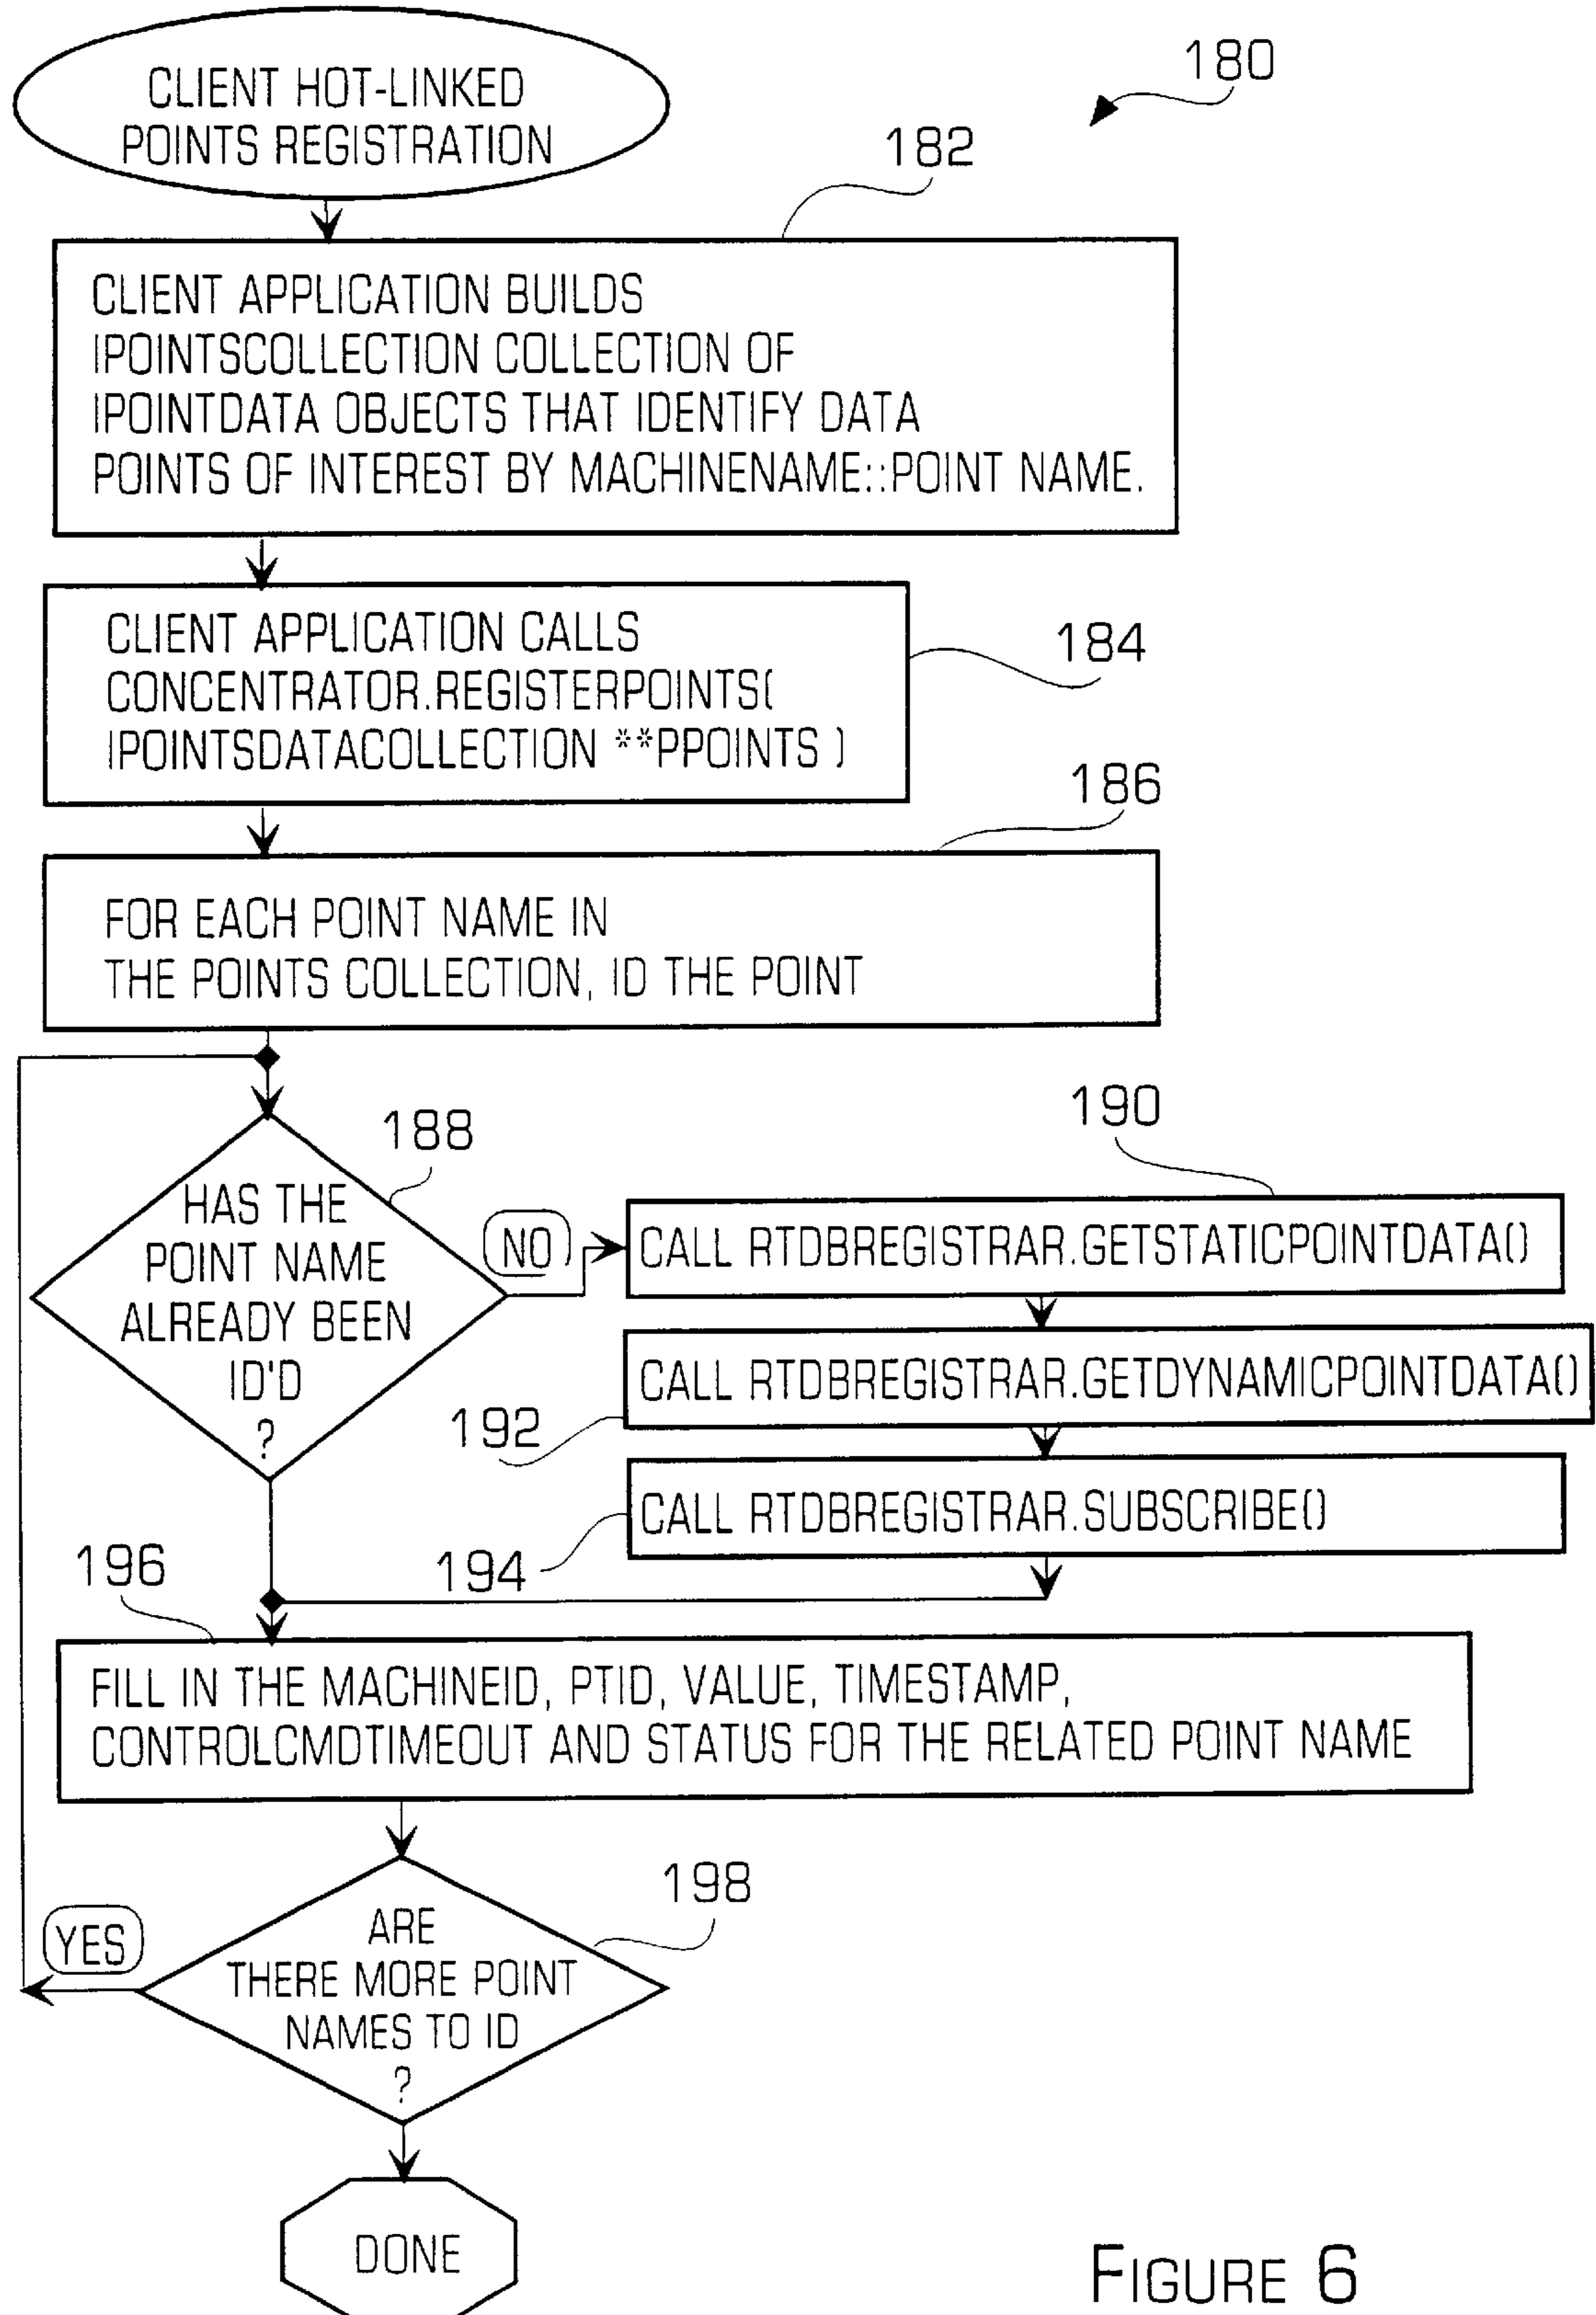 CLIENT HOT-LINKED
POINTS REGISTRATION
180
182
CLIENT APPLICATION BUILDS
IPOINTSCOLLECTION COLLECTION OF
IPOINTDATA OBJECTS THAT IDENTIFY DATA
POINTS OF INTEREST BY MACHINENAME::POINT NAME.
CLIENT APPLICATION CALLS
CONCENTRATOR.REGISTERPOINTS(
IPOINTSDATACOLLECTION **PPOINTS )
184
186
FOR EACH POINT NAME IN
THE POINTS COLLECTION, ID THE POINT
188
HAS THE
POINT NAME
ALREADY BEEN
ID'D
?
NO
190
CALL RTDBREGISTRAR.GETSTATICPOINTDATA()
CALL RTDBREGISTRAR.GETDYNAMICPOINTDATA()
192
CALL RTDBREGISTRAR.SUBSCRIBE()
194
196
FILL IN THE MACHINEID, PTID, VALUE, TIMESTAMP,
CONTROLCMDTIMEOUT AND STATUS FOR THE RELATED POINT NAME
198
YES
ARE
THERE MORE POINT
NAMES TO ID
?
DONE
FIGURE 6